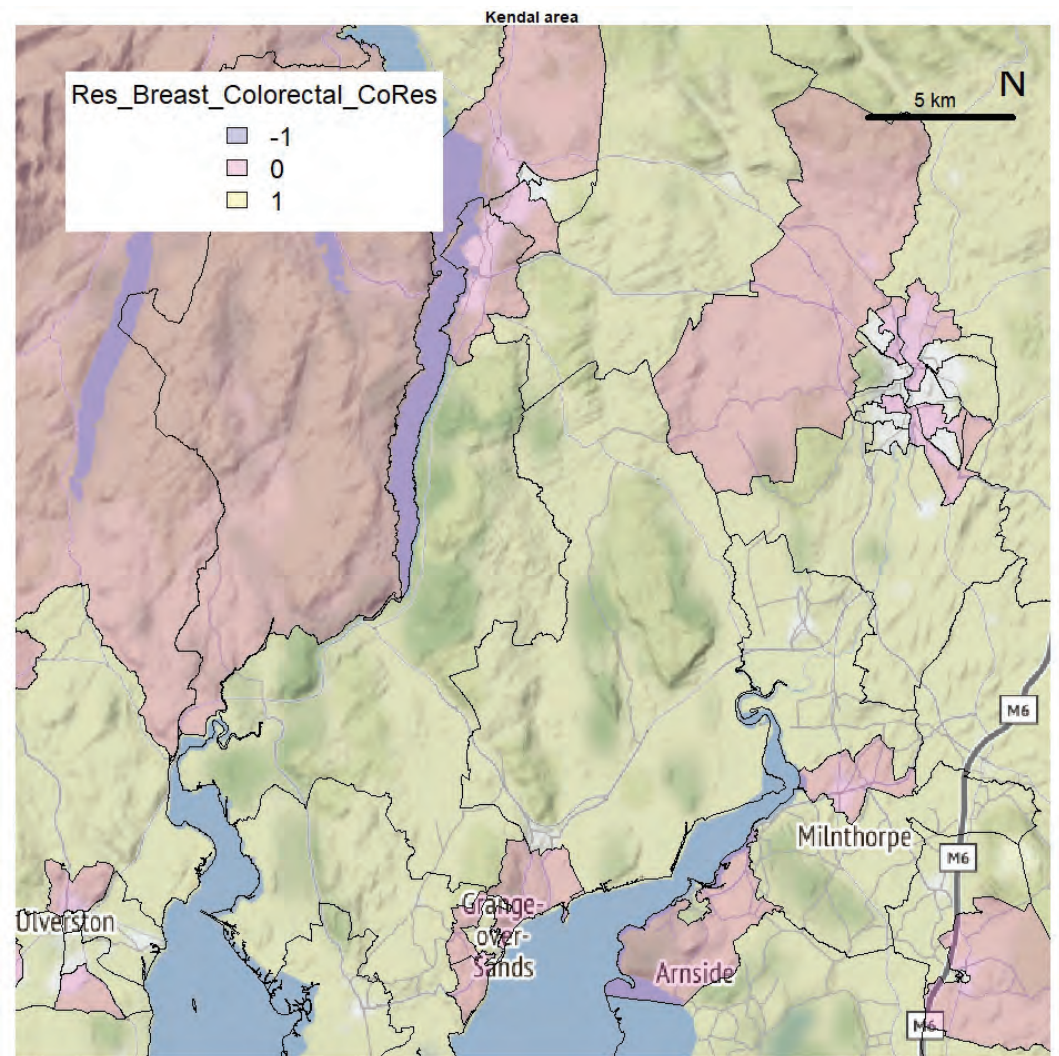 Kendal area
Res_Breast_Colorectal_CoRes
-1
0
1
5 km
N
M6
Milnthorpe
M6
Ulverston
Grange-
over-
Sands
Arnside
M6